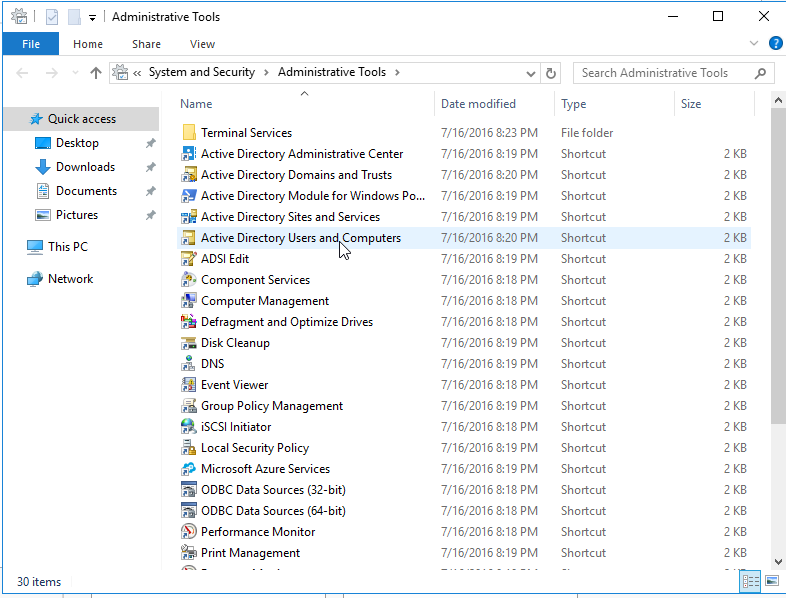 Administrative Tools
File Home Share View
« System and Security > Administrative Tools > Search Administrative Tools
Quick access
Desktop
Downloads
Documents
Pictures
This PC
Network
Name Date modified Type Size
Terminal Services 7/16/2016 8:23 PM File folder
Active Directory Administrative Center 7/16/2016 8:19 PM Shortcut 2 KB
Active Directory Domains and Trusts 7/16/2016 8:20 PM Shortcut 2 KB
Active Directory Module for Windows Po... 7/16/2016 8:19 PM Shortcut 2 KB
Active Directory Sites and Services 7/16/2016 8:19 PM Shortcut 2 KB
Active Directory Users and Computers 7/16/2016 8:20 PM Shortcut 2 KB
ADSI Edit 7/16/2016 8:19 PM Shortcut 2 KB
Component Services 7/16/2016 8:18 PM Shortcut 2 KB
Computer Management 7/16/2016 8:18 PM Shortcut 2 KB
Defragment and Optimize Drives 7/16/2016 8:18 PM Shortcut 2 KB
Disk Cleanup 7/16/2016 8:19 PM Shortcut 2 KB
DNS 7/16/2016 8:19 PM Shortcut 2 KB
Event Viewer 7/16/2016 8:18 PM Shortcut 2 KB
Group Policy Management 7/16/2016 8:19 PM Shortcut 2 KB
iSCSI Initiator 7/16/2016 8:18 PM Shortcut 2 KB
Local Security Policy 7/16/2016 8:19 PM Shortcut 2 KB
Microsoft Azure Services 7/16/2016 8:19 PM Shortcut 2 KB
ODBC Data Sources (32-bit) 7/16/2016 8:18 PM Shortcut 2 KB
ODBC Data Sources (64-bit) 7/16/2016 8:18 PM Shortcut 2 KB
Performance Monitor 7/16/2016 8:18 PM Shortcut 2 KB
Print Management 7/16/2016 8:19 PM Shortcut 2 KB
30 items